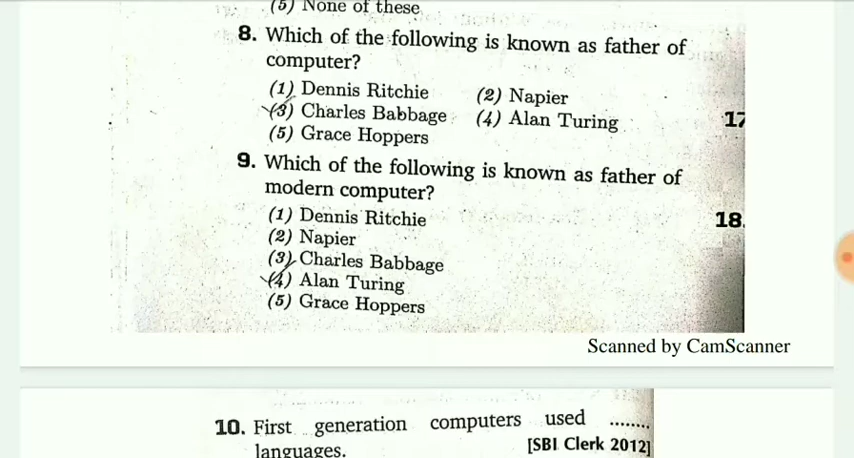 (5) None of these
8. Which of the following is known as father of
computer?
(1) Dennis Ritchie (2) Napier
(3) Charles Babbage (4) Alan Turing
(5) Grace Hoppers
17
9. Which of the following is known as father of
modern computer?
(1) Dennis Ritchie
18.
(2) Napier
(3) Charles Babbage
(4) Alan Turing
(5) Grace Hoppers
Scanned by CamScanner
10. First generation computers used ........
languages. [SBI Clerk 2012]